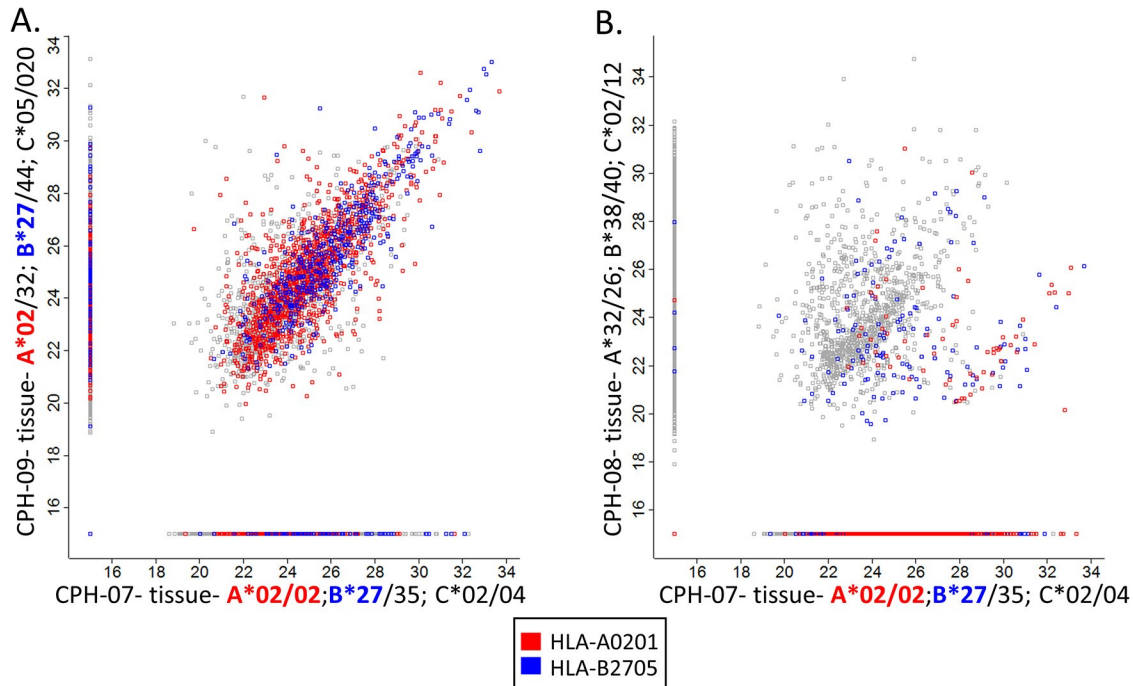 A.
CPH-09- tissue- A*02/32; B*27/44; C*05/020
34
32
30
28
26
24
22
20
18
16
16 18 20 22 24 26 28 30 32 34
CPH-07- tissue- A*02/02;B*27/35; C*02/04
B.
CPH-08- tissue- A*32/26; B*38/40; C*02/12
34
32
30
28
26
24
22
20
18
16
16 18 20 22 24 26 28 30 32 34
CPH-07- tissue- A*02/02;B*27/35; C*02/04
HLA-A0201
HLA-B2705